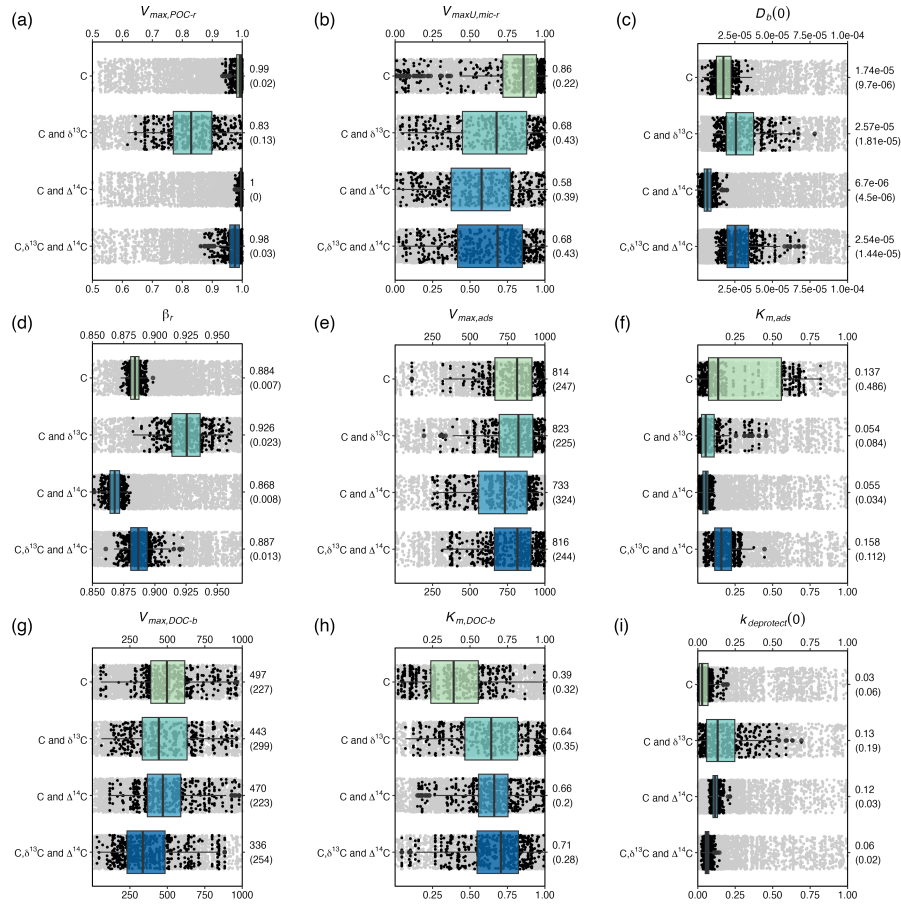 (a) V_max,POC-r
0.5 0.6 0.7 0.8 0.9 1.0
C 0.99
(0.02)
C and δ¹³C 0.83
(0.13)
C and Δ¹⁴C 1
(0)
C,δ¹³C and Δ¹⁴C 0.98
(0.03)
0.5 0.6 0.7 0.8 0.9 1.0
(b) V_maxU,mic-r
0.00 0.25 0.50 0.75 1.00
C 0.86
(0.22)
C and δ¹³C 0.68
(0.43)
C and Δ¹⁴C 0.58
(0.39)
C,δ¹³C and Δ¹⁴C 0.68
(0.43)
0.00 0.25 0.50 0.75 1.00
(c) D_b(0)
2.5e-05 5.0e-05 7.5e-05 1.0e-04
C 1.74e-05
(9.7e-06)
C and δ¹³C 2.57e-05
(1.81e-05)
C and Δ¹⁴C 6.7e-06
(4.5e-06)
C,δ¹³C and Δ¹⁴C 2.54e-05
(1.44e-05)
2.5e-05 5.0e-05 7.5e-05 1.0e-04
(d) β_r
0.850 0.875 0.900 0.925 0.950
C 0.884
(0.007)
C and δ¹³C 0.926
(0.023)
C and Δ¹⁴C 0.868
(0.008)
C,δ¹³C and Δ¹⁴C 0.887
(0.013)
0.850 0.875 0.900 0.925 0.950
(e) V_max,ads
250 500 750 1000
C 814
(247)
C and δ¹³C 823
(225)
C and Δ¹⁴C 733
(324)
C,δ¹³C and Δ¹⁴C 816
(244)
250 500 750 1000
(f) K_m,ads
0.00 0.25 0.50 0.75 1.00
C 0.137
(0.486)
C and δ¹³C 0.054
(0.084)
C and Δ¹⁴C 0.055
(0.034)
C,δ¹³C and Δ¹⁴C 0.158
(0.112)
0.00 0.25 0.50 0.75 1.00
(g) V_max,DOC-b
250 500 750 1000
C 497
(227)
C and δ¹³C 443
(299)
C and Δ¹⁴C 470
(223)
C,δ¹³C and Δ¹⁴C 336
(254)
250 500 750 1000
(h) K_m,DOC-b
0.00 0.25 0.50 0.75 1.00
C 0.39
(0.32)
C and δ¹³C 0.64
(0.35)
C and Δ¹⁴C 0.66
(0.2)
C,δ¹³C and Δ¹⁴C 0.71
(0.28)
0.00 0.25 0.50 0.75 1.00
(i) k_deprotect(0)
0.00 0.25 0.50 0.75 1.00
C 0.03
(0.06)
C and δ¹³C 0.13
(0.19)
C and Δ¹⁴C 0.12
(0.03)
C,δ¹³C and Δ¹⁴C 0.06
(0.02)
0.00 0.25 0.50 0.75 1.00